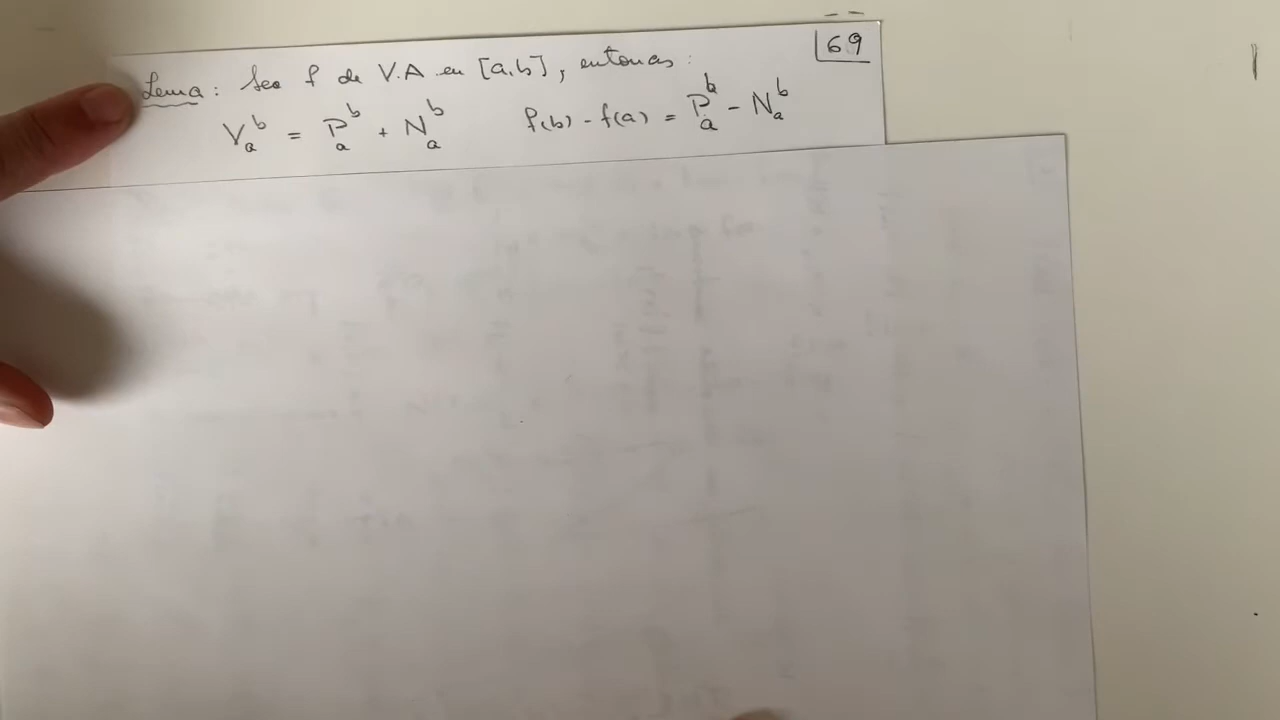 69
Lema: Sea f de V.A en [a,b], entonces:
V_a^b = P_a^b + N_a^b f(b) - f(a) = P_a^b - N_a^b